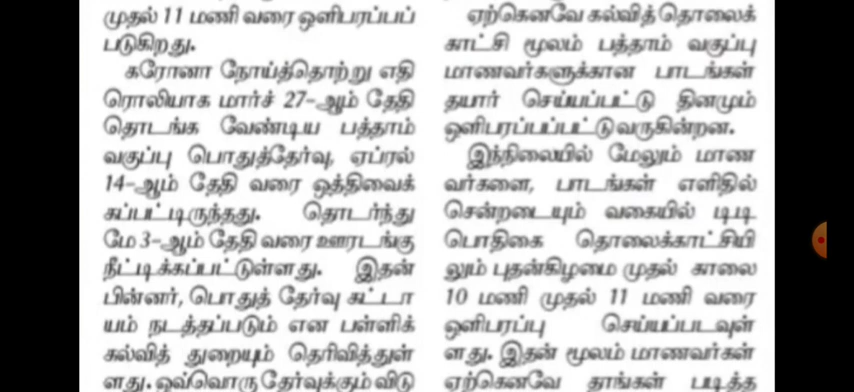 முதல் 11 மணி வரை ஒளிபரப்பப்
படுகிறது.
கரோனா நோய்த்தொற்று எதி
ரொலியாக மார்ச் 27-ஆம் தேதி
தொடங்க வேண்டிய பத்தாம்
வகுப்பு பொதுத்தேர்வு, ஏப்ரல்
14-ஆம் தேதி வரை ஒத்திவைக்
கப்பட்டிருந்தது. தொடர்ந்து
மே 3-ஆம் தேதி வரை ஊரடங்கு
நீட்டிக்கப்பட்டுள்ளது. இதன்
பின்னர், பொதுத் தேர்வு கட்டா
யம் நடத்தப்படும் என பள்ளிக்
கல்வித் துறையும் தெரிவித்துள்
ளது. ஒவ்வொரு தேர்வுக்கும் விடு
ஏற்கெனவே கல்வித் தொலைக்
காட்சி மூலம் பத்தாம் வகுப்பு
மாணவர்களுக்கான பாடங்கள்
தயார் செய்யப்பட்டு தினமும்
ஒளிபரப்பப்பட்டு வருகின்றன.
இந்நிலையில் மேலும் மாண
வர்களை, பாடங்கள் எளிதில்
சென்றடையும் வகையில் டிடி
பொதிகை தொலைக்காட்சியி
லும் புதன்கிழமை முதல் காலை
10 மணி முதல் 11 மணி வரை
ஒளிபரப்பு செய்யப்படவுள்
ளது. இதன் மூலம் மாணவர்கள்
ஏற்கெனவே தாங்கள் படித்த